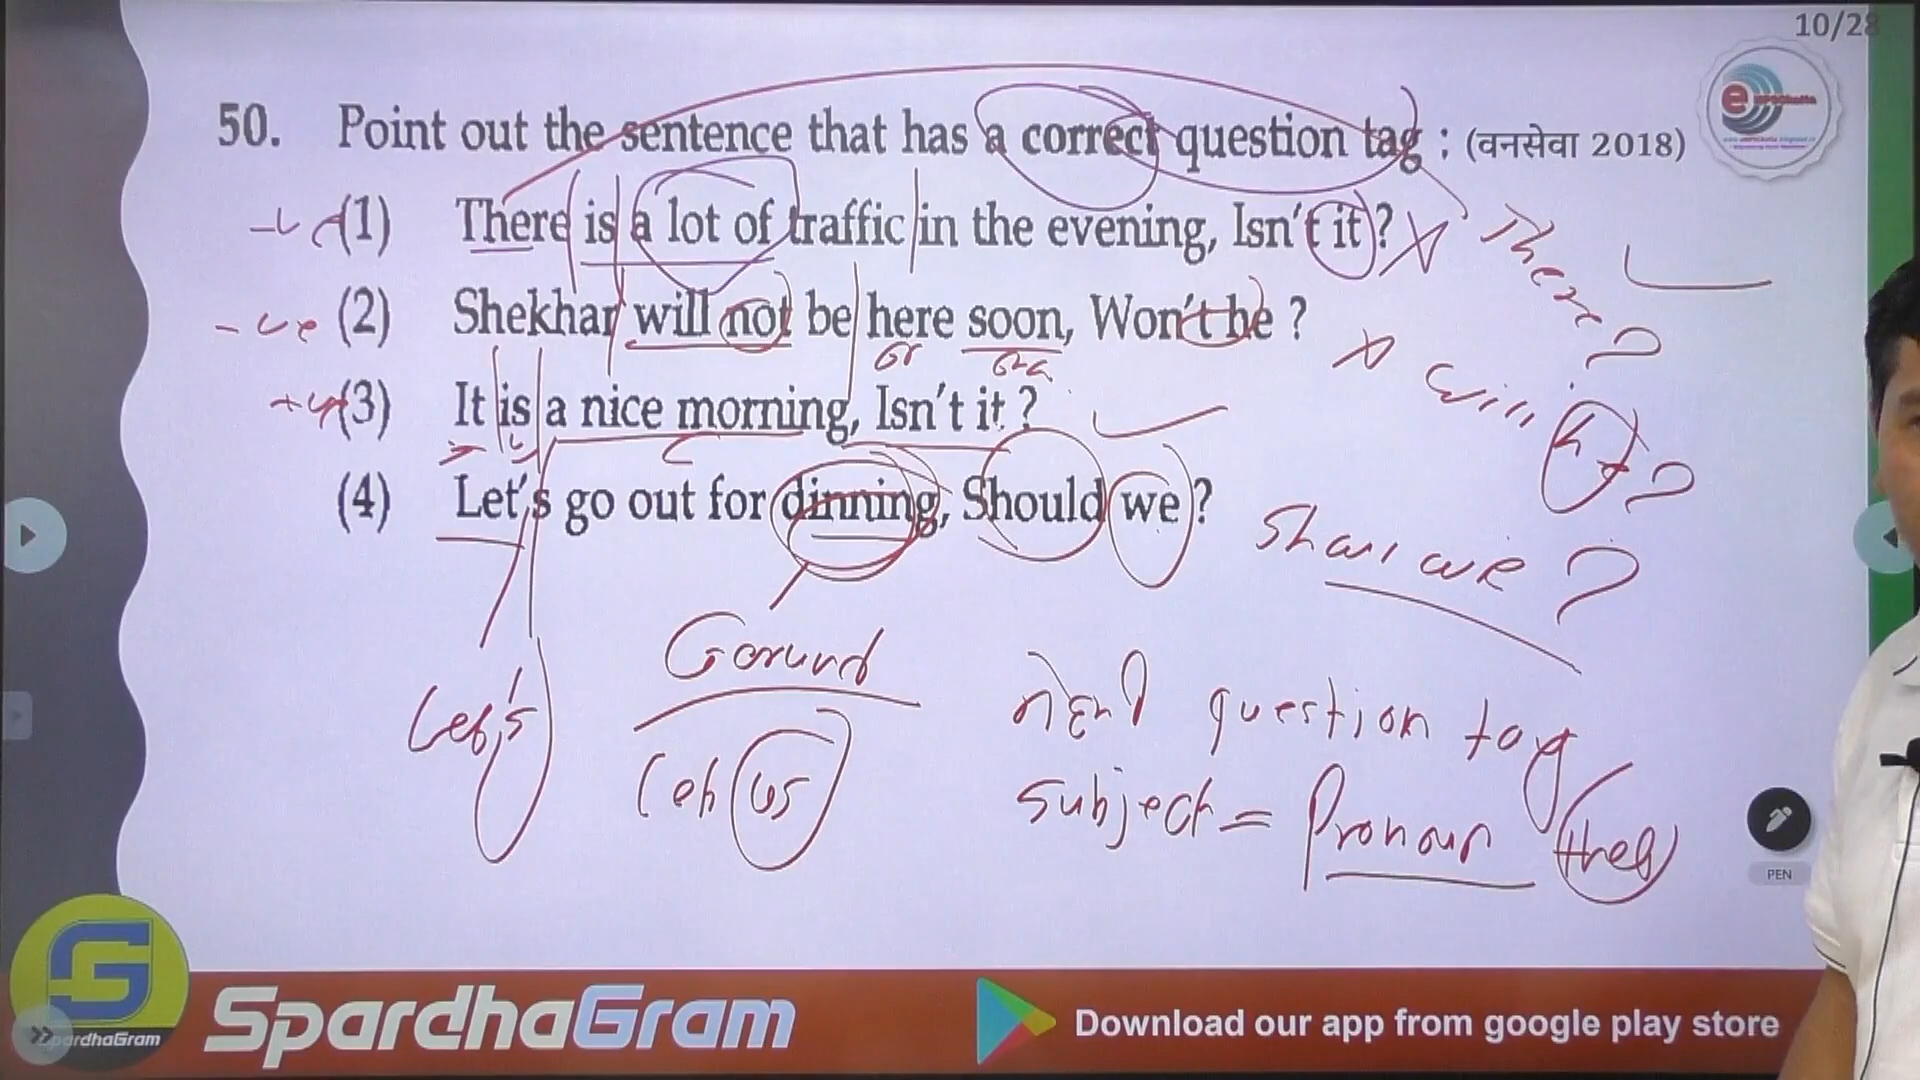 10/28
50. Point out the sentence that has a correct question tag : (वनसेवा 2018)
(1) There is a lot of traffic in the evening, Isn't it ?
There ?
-ve (2) Shekhar will not be here soon, Won't he ?
will he ?
+ve (3) It is a nice morning, Isn't it ?
(4) Let's go out for dinning, Should we ?
Shall we ?
Gerund
Let's
Let us
question tag
subject = Pronoun
PEN
SpardhaGram
SpardhaGram
Download our app from google play store